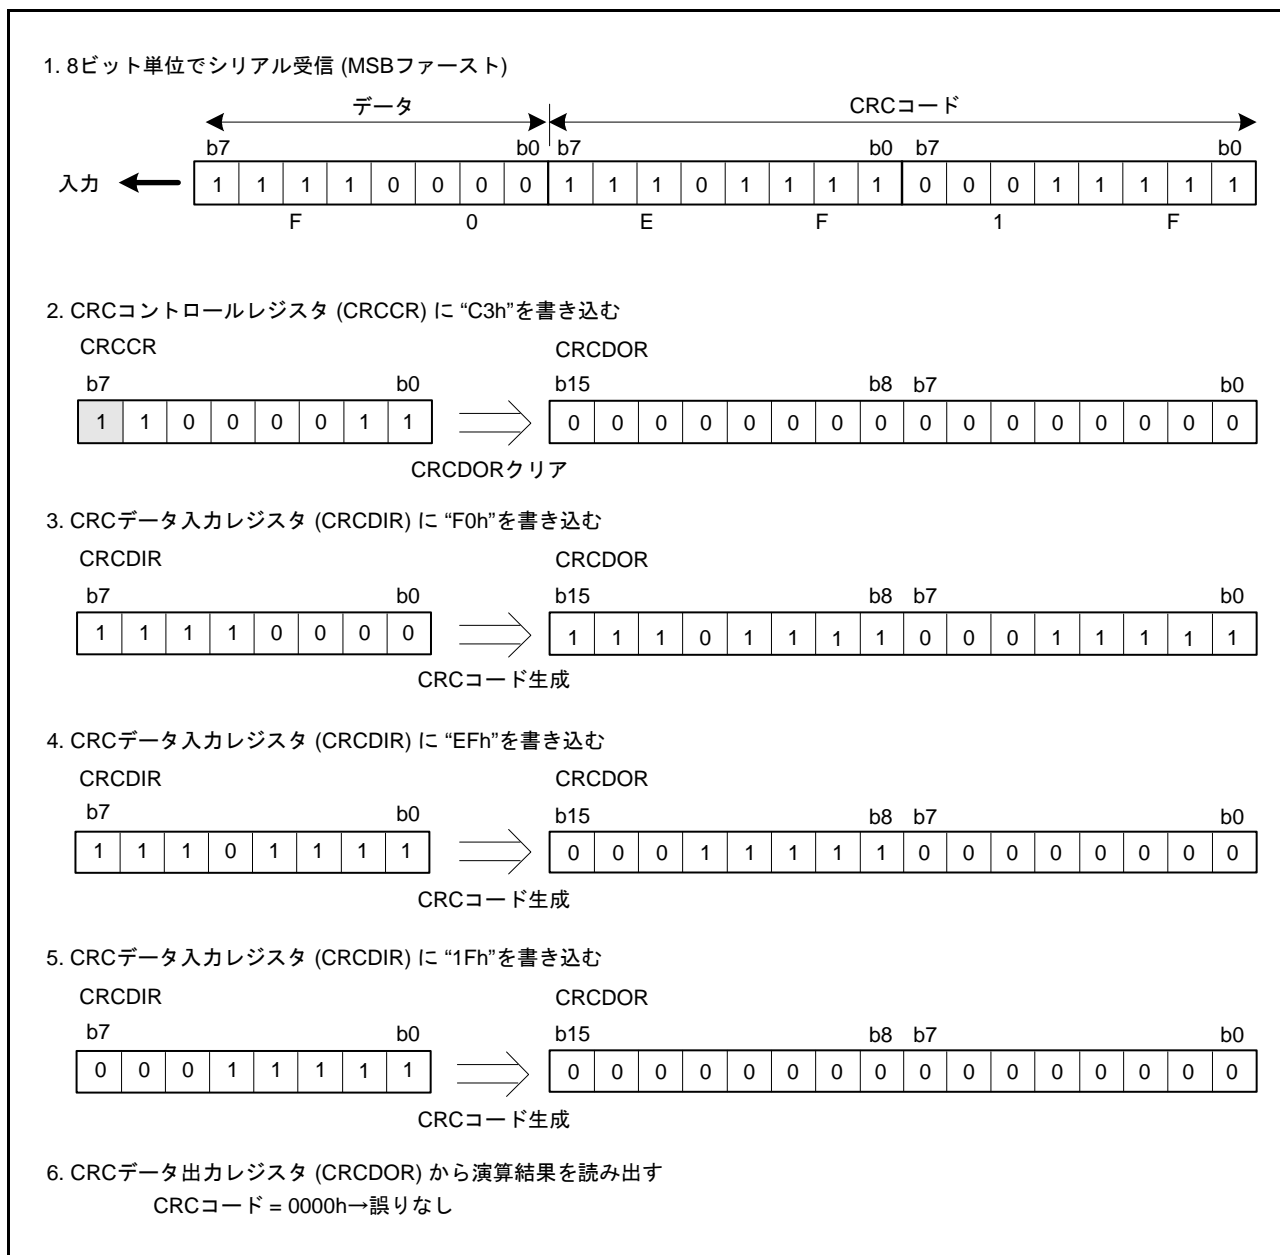 1. 8ビット単位でシリアル受信 (MSBファースト)
データ CRCコード
b7 b0 b7 b0 b7 b0
入力 1 1 1 1 0 0 0 0 1 1 1 0 1 1 1 1 0 0 0 1 1 1 1 1
F 0 E F 1 F
2. CRCコントロールレジスタ (CRCCR) に “C3h”を書き込む
CRCCR CRCDOR
b7 b0 b15 b8 b7 b0
1 1 0 0 0 0 1 1 0 0 0 0 0 0 0 0 0 0 0 0 0 0 0 0
CRCDORクリア
3. CRCデータ入力レジスタ (CRCDIR) に “F0h”を書き込む
CRCDIR CRCDOR
b7 b0 b15 b8 b7 b0
1 1 1 1 0 0 0 0 1 1 1 0 1 1 1 1 0 0 0 1 1 1 1 1
CRCコード生成
4. CRCデータ入力レジスタ (CRCDIR) に “EFh”を書き込む
CRCDIR CRCDOR
b7 b0 b15 b8 b7 b0
1 1 1 0 1 1 1 1 0 0 0 1 1 1 1 1 0 0 0 0 0 0 0 0
CRCコード生成
5. CRCデータ入力レジスタ (CRCDIR) に “1Fh”を書き込む
CRCDIR CRCDOR
b7 b0 b15 b8 b7 b0
0 0 0 1 1 1 1 1 0 0 0 0 0 0 0 0 0 0 0 0 0 0 0 0
CRCコード生成
6. CRCデータ出力レジスタ (CRCDOR) から演算結果を読み出す
CRCコード = 0000h→誤りなし